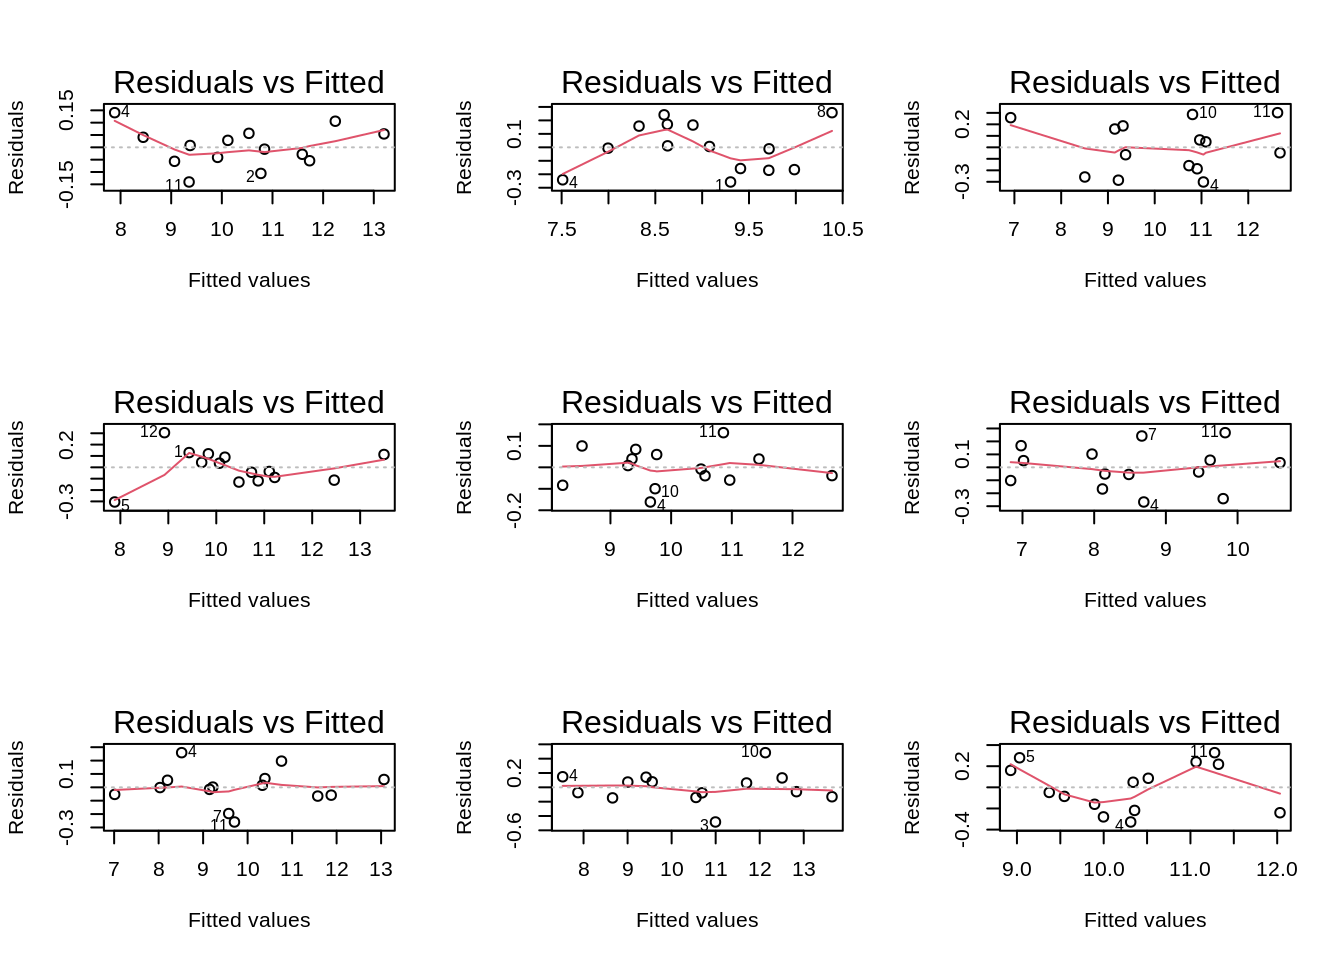 Residuals vs Fitted
Residuals
0.15
-0.15
4
11
2
8 9 10 11 12 13
Fitted values
Residuals vs Fitted
Residuals
0.1
-0.3
8
4
1
7.5 8.5 9.5 10.5
Fitted values
Residuals vs Fitted
Residuals
0.2
-0.3
10
11
4
7 8 9 10 11 12
Fitted values
Residuals vs Fitted
Residuals
0.2
-0.3
12
1
5
8 9 10 11 12 13
Fitted values
Residuals vs Fitted
Residuals
0.1
-0.2
11
10
4
9 10 11 12
Fitted values
Residuals vs Fitted
Residuals
0.1
-0.3
7
11
4
7 8 9 10
Fitted values
Residuals vs Fitted
Residuals
0.1
-0.3
4
7
11
7 8 9 10 11 12 13
Fitted values
Residuals vs Fitted
Residuals
0.2
-0.6
10
4
3
8 9 10 11 12 13
Fitted values
Residuals vs Fitted
Residuals
0.2
-0.4
5
11
4
9.0 10.0 11.0 12.0
Fitted values